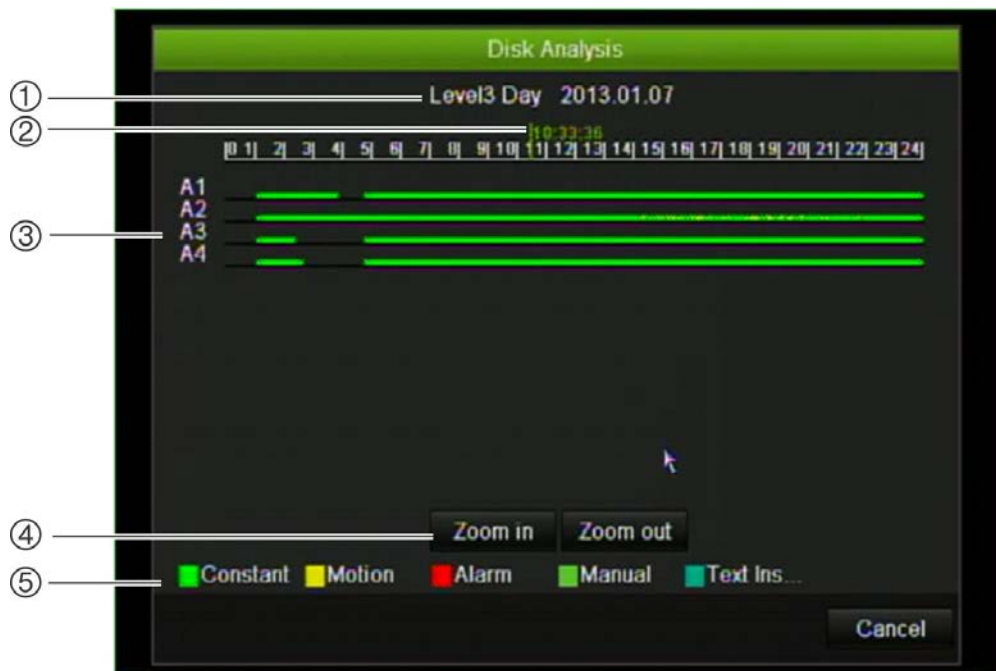 Disk Analysis
① Level3 Day 2013.01.07
② 10:33:36
0 1 2 3 4 5 6 7 8 9 10 11 12 13 14 15 16 17 18 19 20 21 22 23 24
A1
A2
③ A3
A4
④ Zoom in Zoom out
⑤ Constant Motion Alarm Manual Text Ins...
Cancel